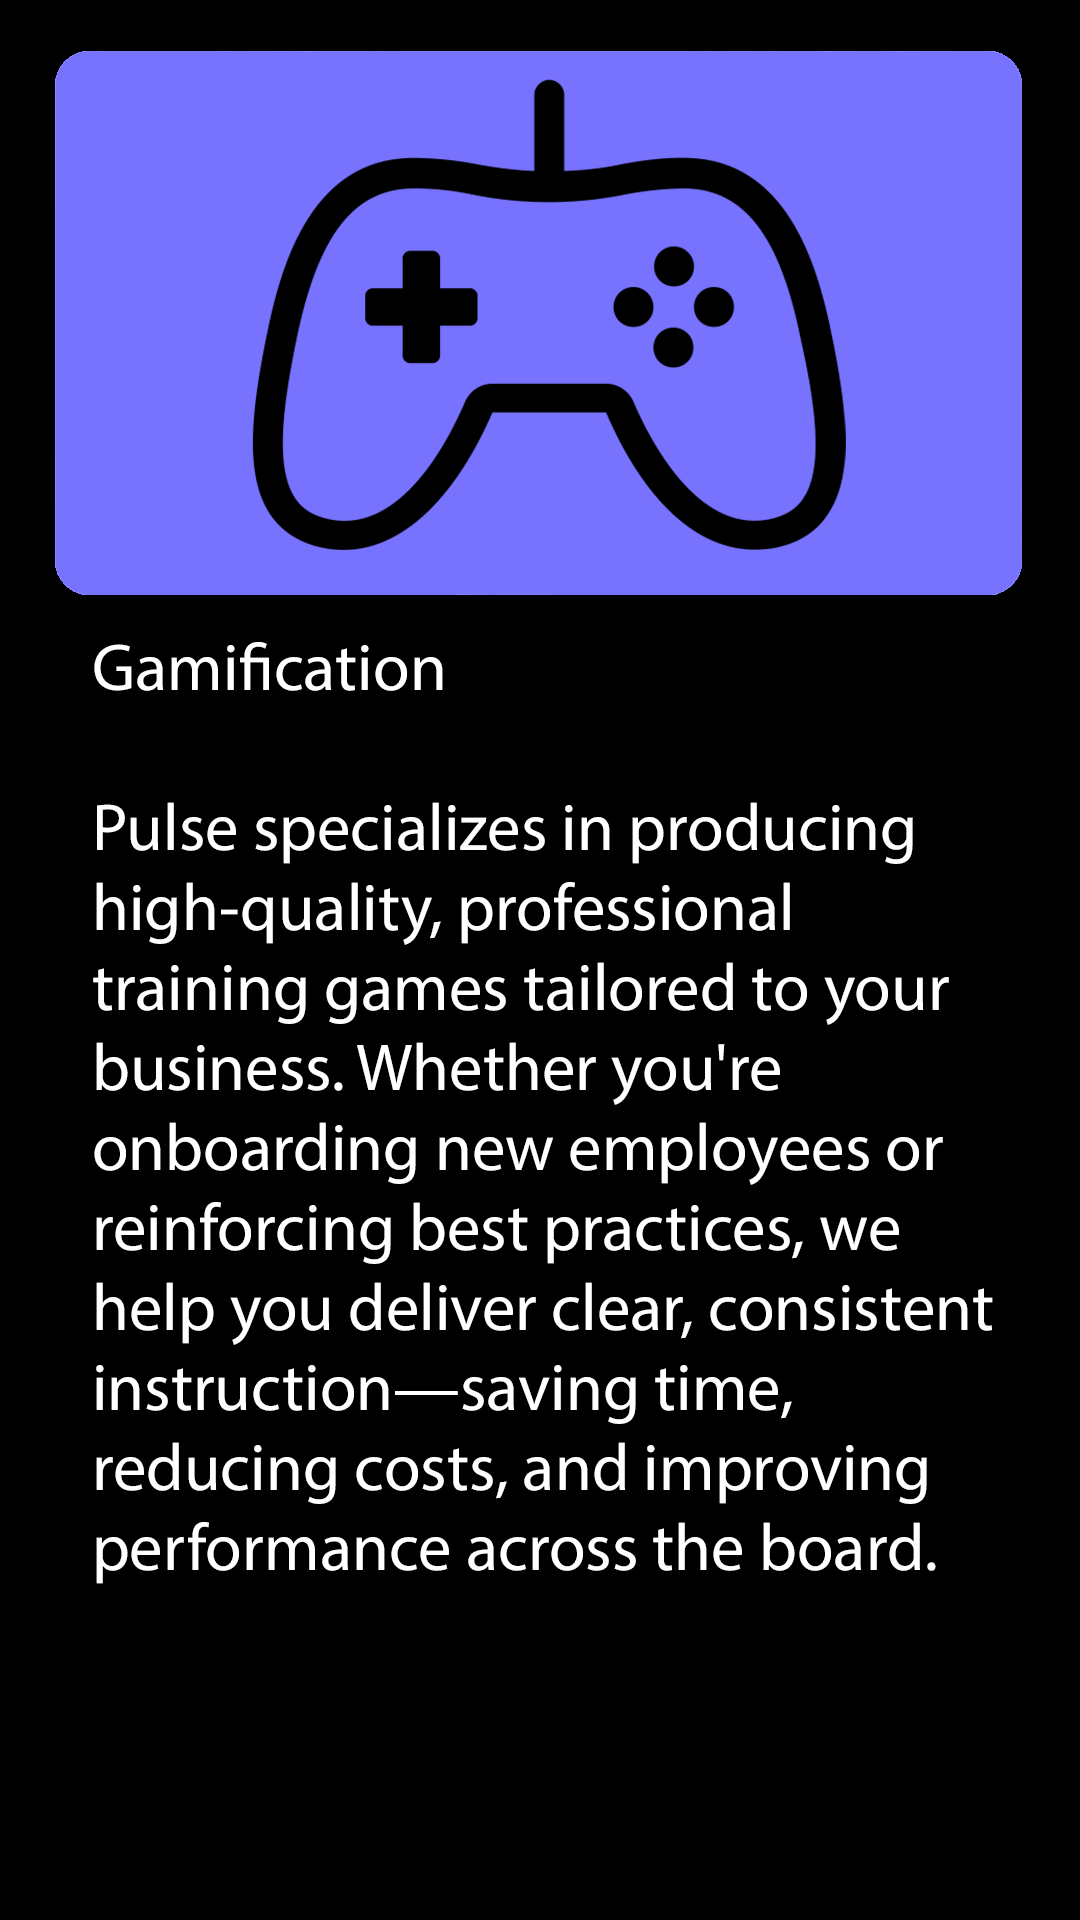 Gamification
Pulse specializes in producing
high-quality, professional
training games tailored to your
business. Whether you're
onboarding new employees or
reinforcing best practices, we
help you deliver clear, consistent
instruction—saving time,
reducing costs, and improving
performance across the board.